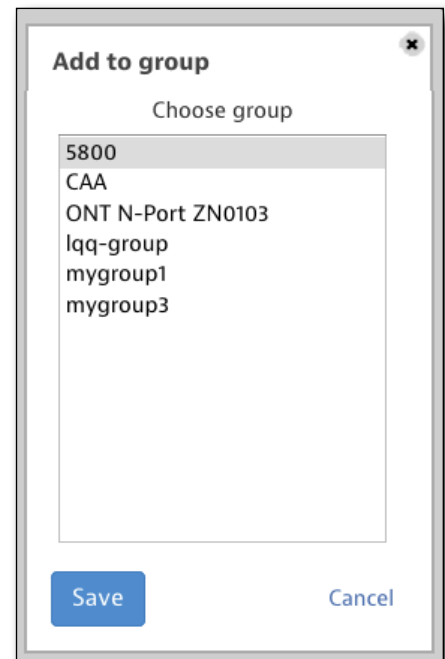 Add to group
Choose group
5800
CAA
ONT N-Port ZN0103
lqq-group
mygroup1
mygroup3
Save
Cancel